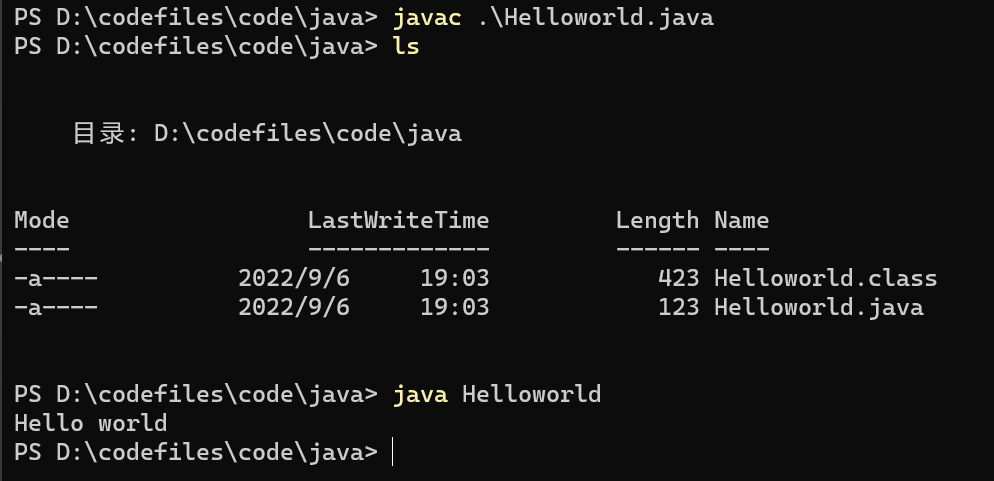 PS D:\codefiles\code\java> javac .\Helloworld.java
PS D:\codefiles\code\java> ls
目录: D:\codefiles\code\java
Mode LastWriteTime Length Name
---- ------------- ------ ----
-a---- 2022/9/6 19:03 423 Helloworld.class
-a---- 2022/9/6 19:03 123 Helloworld.java
PS D:\codefiles\code\java> java Helloworld
Hello world
PS D:\codefiles\code\java>